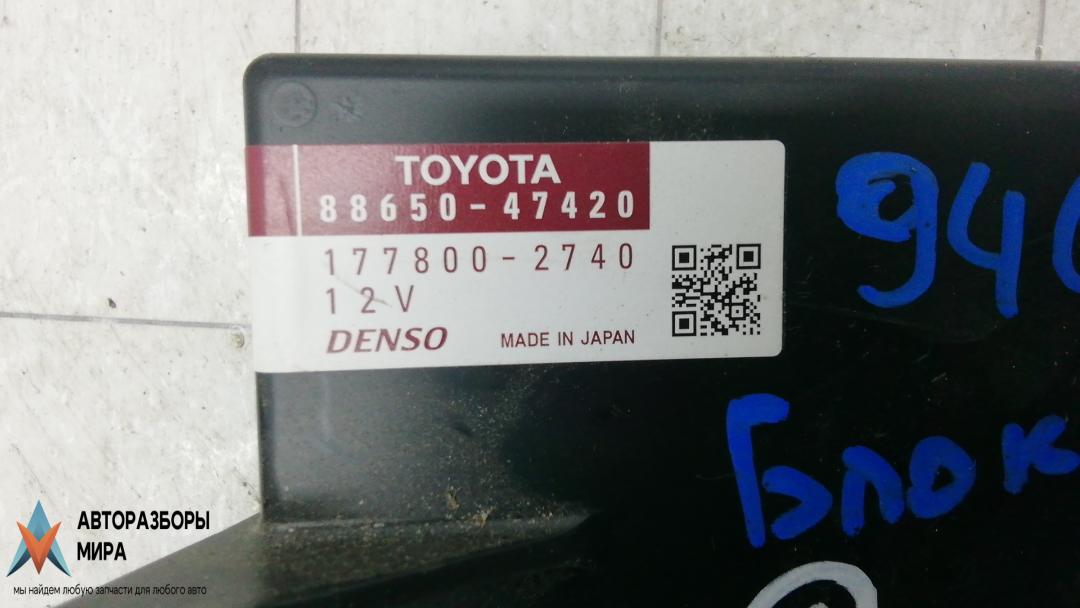 TOYOTA
88650-47420
177800-2740
12V
DENSO MADE IN JAPAN
Блок
АВТОРАЗБОРЫ
МИРА
мы найдем любую запчасти для любого авто